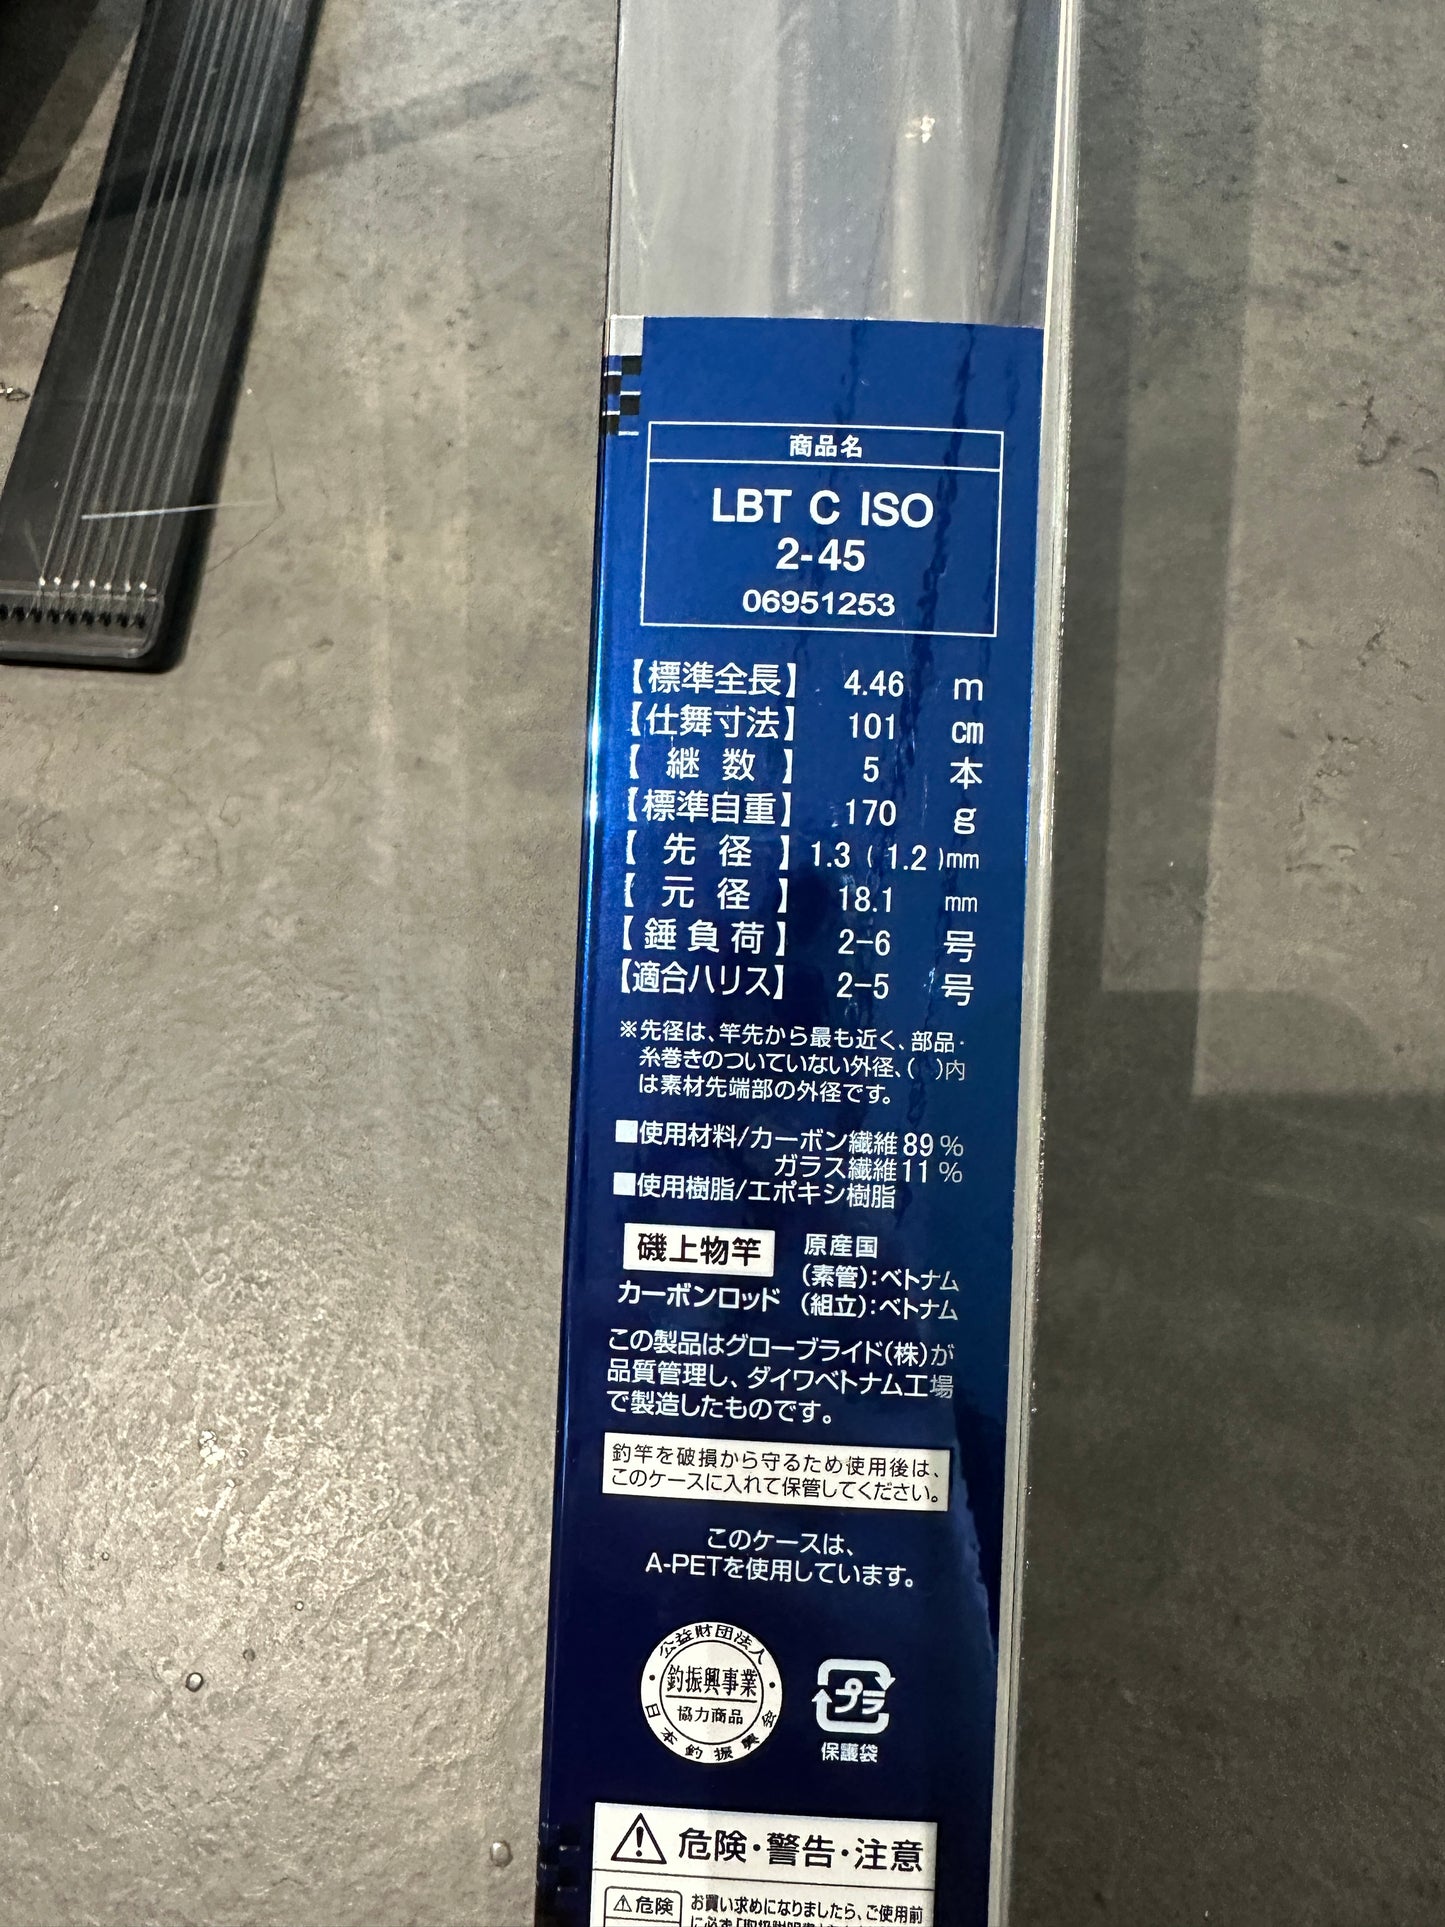 商品名
LBT C ISO
2-45
06951253
【標準全長】 4.46 m
【仕舞寸法】 101 cm
【継数】 5 本
【標準自重】 170 g
【先径】 1.3 ( 1.2 )mm
【元径】 18.1 mm
【錘負荷】 2-6 号
【適合ハリス】 2-5 号
※先径は、竿先から最も近く、部品・
糸巻きのついていない外径、( )内
は素材先端部の外径です。
■使用材料/カーボン繊維89%
ガラス繊維11%
■使用樹脂/エポキシ樹脂
磯上物竿
カーボンロッド
原産国
(素管):ベトナム
(組立):ベトナム
この製品はグローブライド(株)が
品質管理し、ダイワベトナム工場
で製造したものです。
釣竿を破損から守るため使用後は、
このケースに入れて保管してください。
このケースは、
A-PETを使用しています。
公益財団法人
釣振興事業
協力商品
日本釣振興会
プラ
保護袋
危険・警告・注意
危険
お買い求めになりましたら、ご使用前
に必ず「取扱説明書」